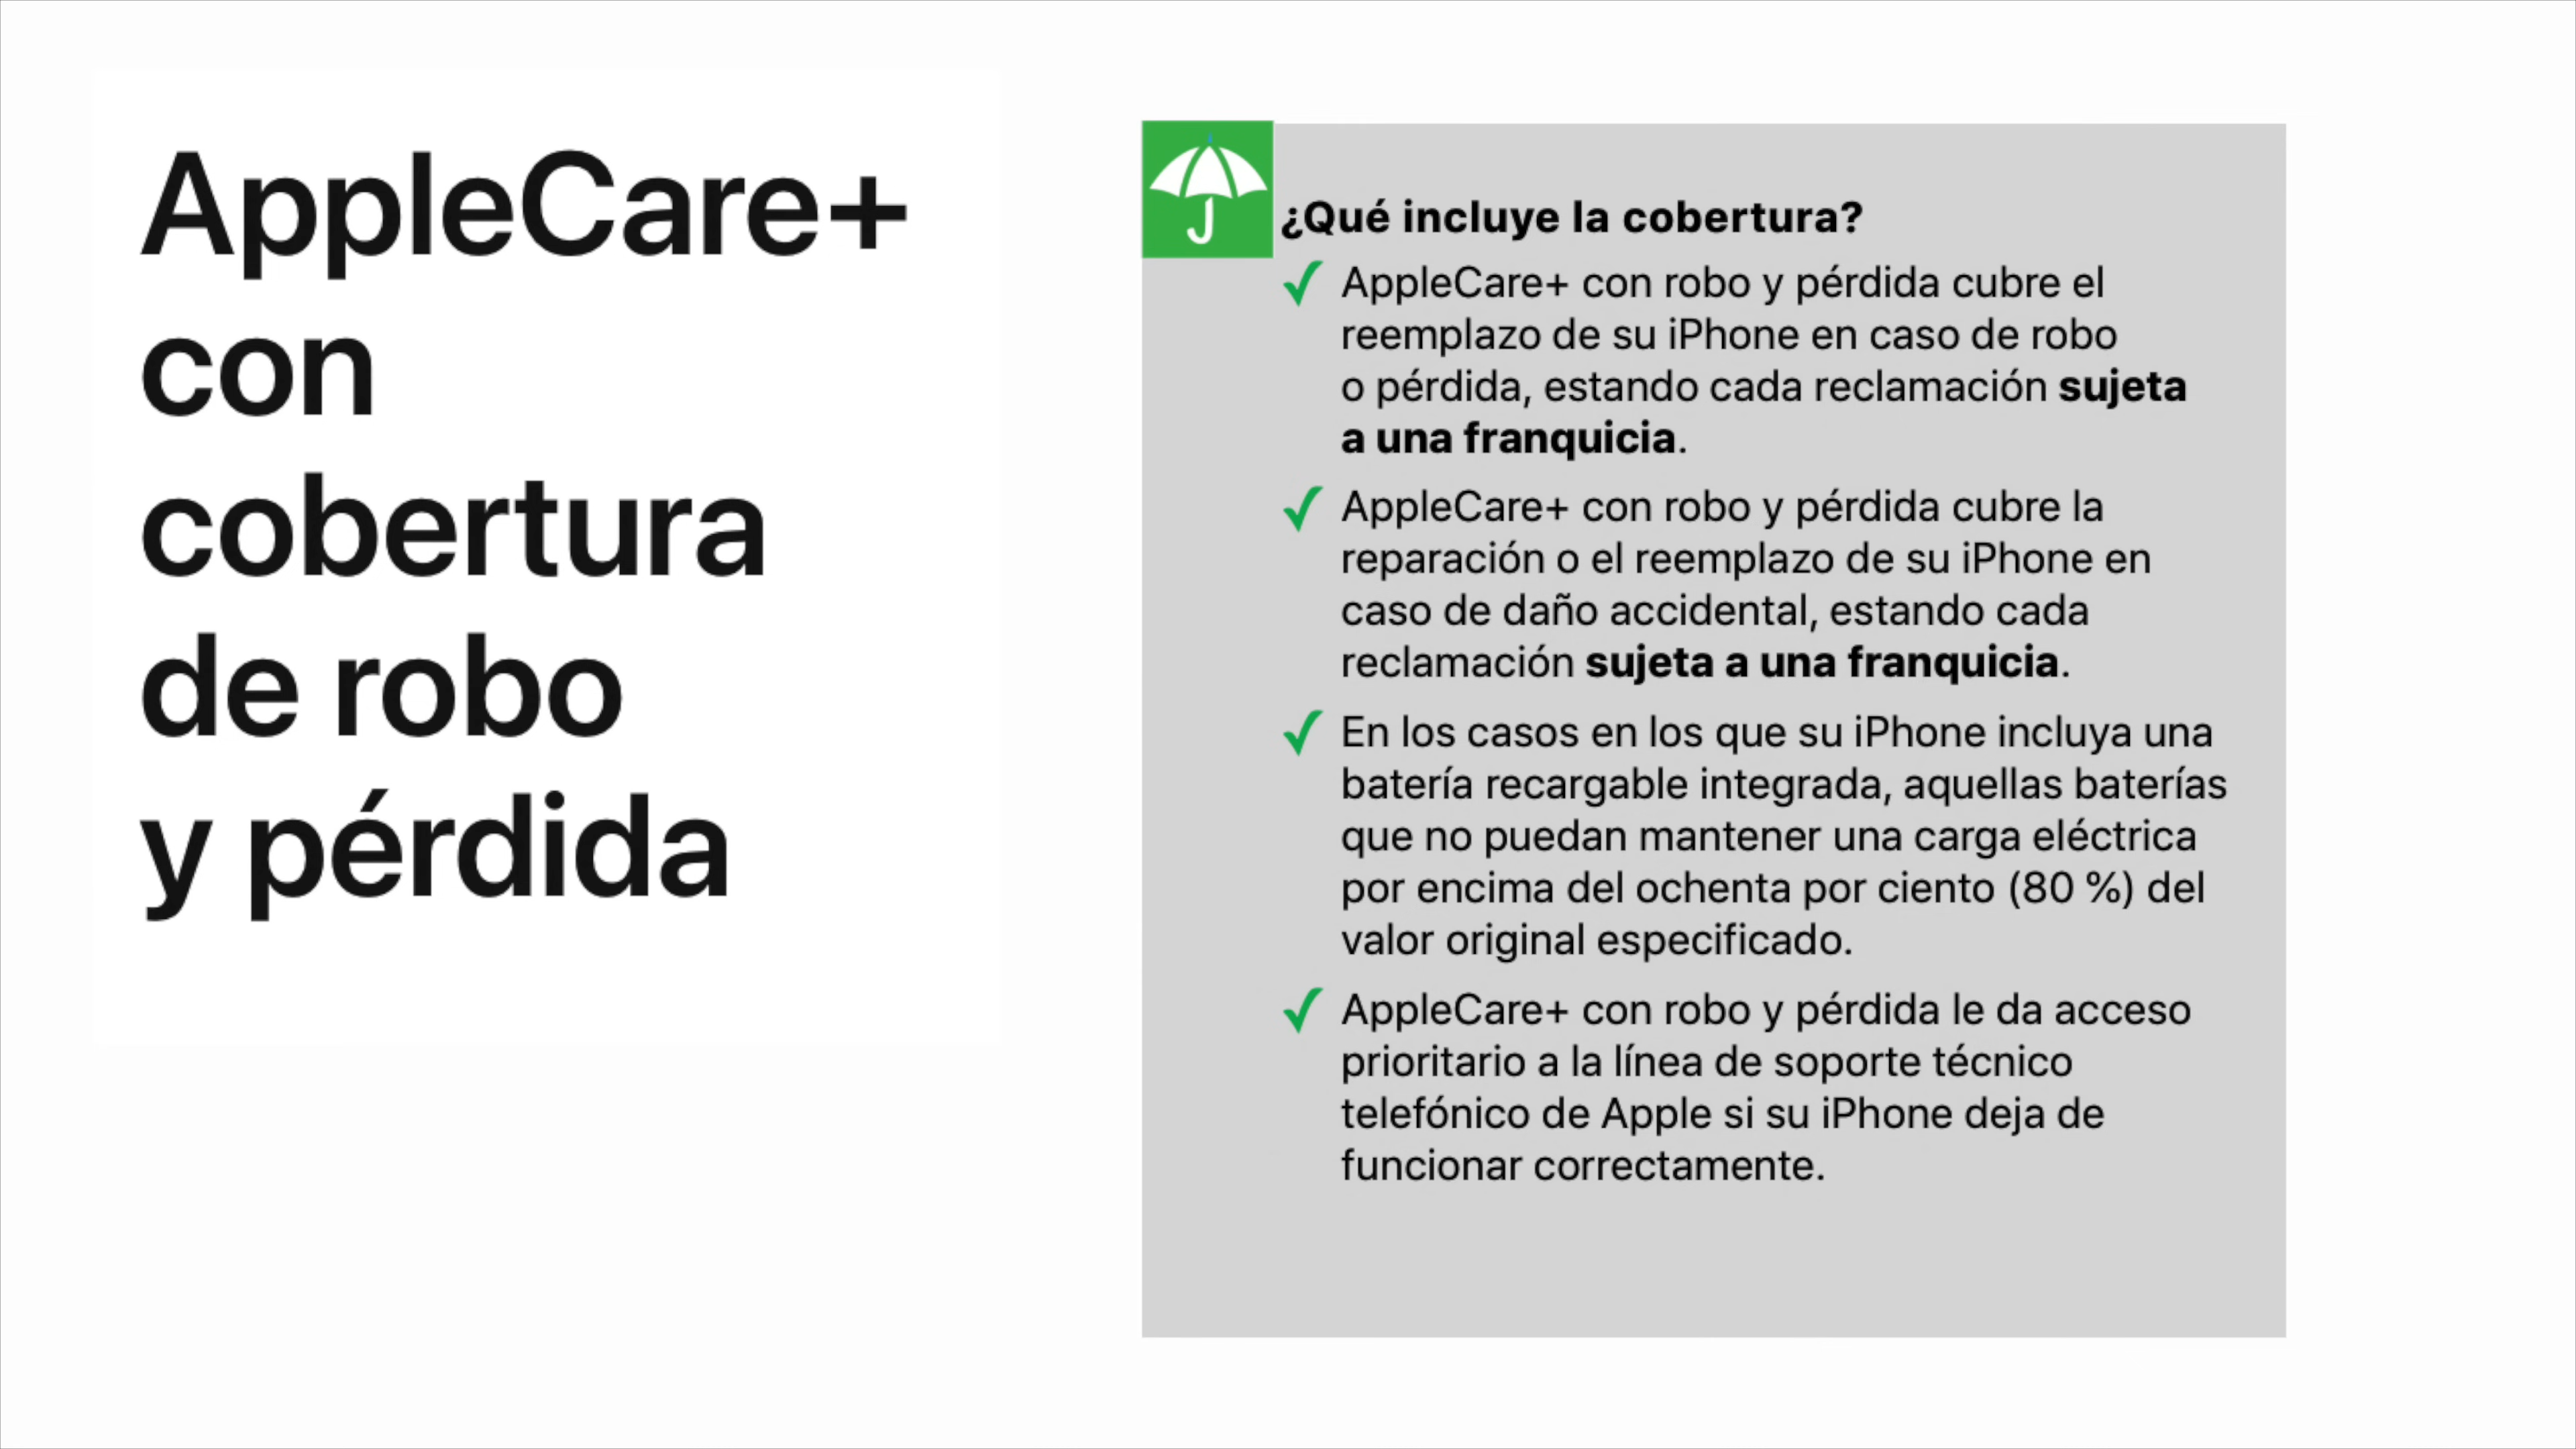 AppleCare+
con
cobertura
de robo
y pérdida
¿Qué incluye la cobertura?
✓ AppleCare+ con robo y pérdida cubre el
reemplazo de su iPhone en caso de robo
o pérdida, estando cada reclamación sujeta
a una franquicia.
✓ AppleCare+ con robo y pérdida cubre la
reparación o el reemplazo de su iPhone en
caso de daño accidental, estando cada
reclamación sujeta a una franquicia.
✓ En los casos en los que su iPhone incluya una
batería recargable integrada, aquellas baterías
que no puedan mantener una carga eléctrica
por encima del ochenta por ciento (80 %) del
valor original especificado.
✓ AppleCare+ con robo y pérdida le da acceso
prioritario a la línea de soporte técnico
telefónico de Apple si su iPhone deja de
funcionar correctamente.